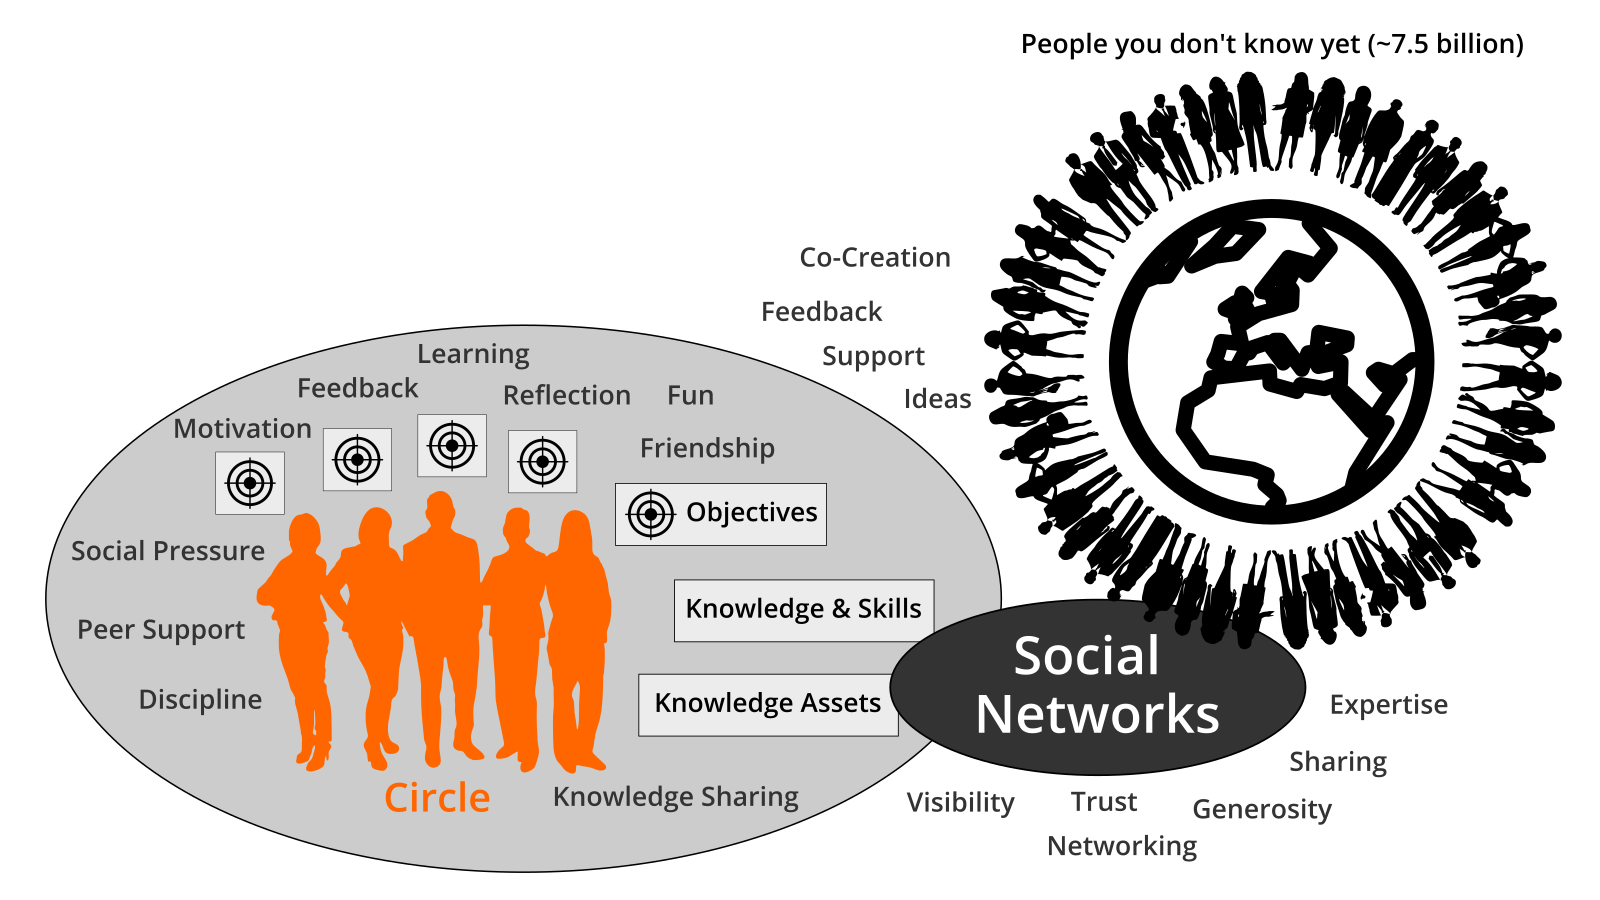 People you don't know yet (~7.5 billion)
Co-Creation
Feedback
Support
Ideas
Learning
Feedback
Reflection
Fun
Motivation
Friendship
Objectives
Social Pressure
Knowledge & Skills
Peer Support
Knowledge Assets
Discipline
Circle
Knowledge Sharing
Social
Networks
Expertise
Sharing
Visibility
Trust
Generosity
Networking